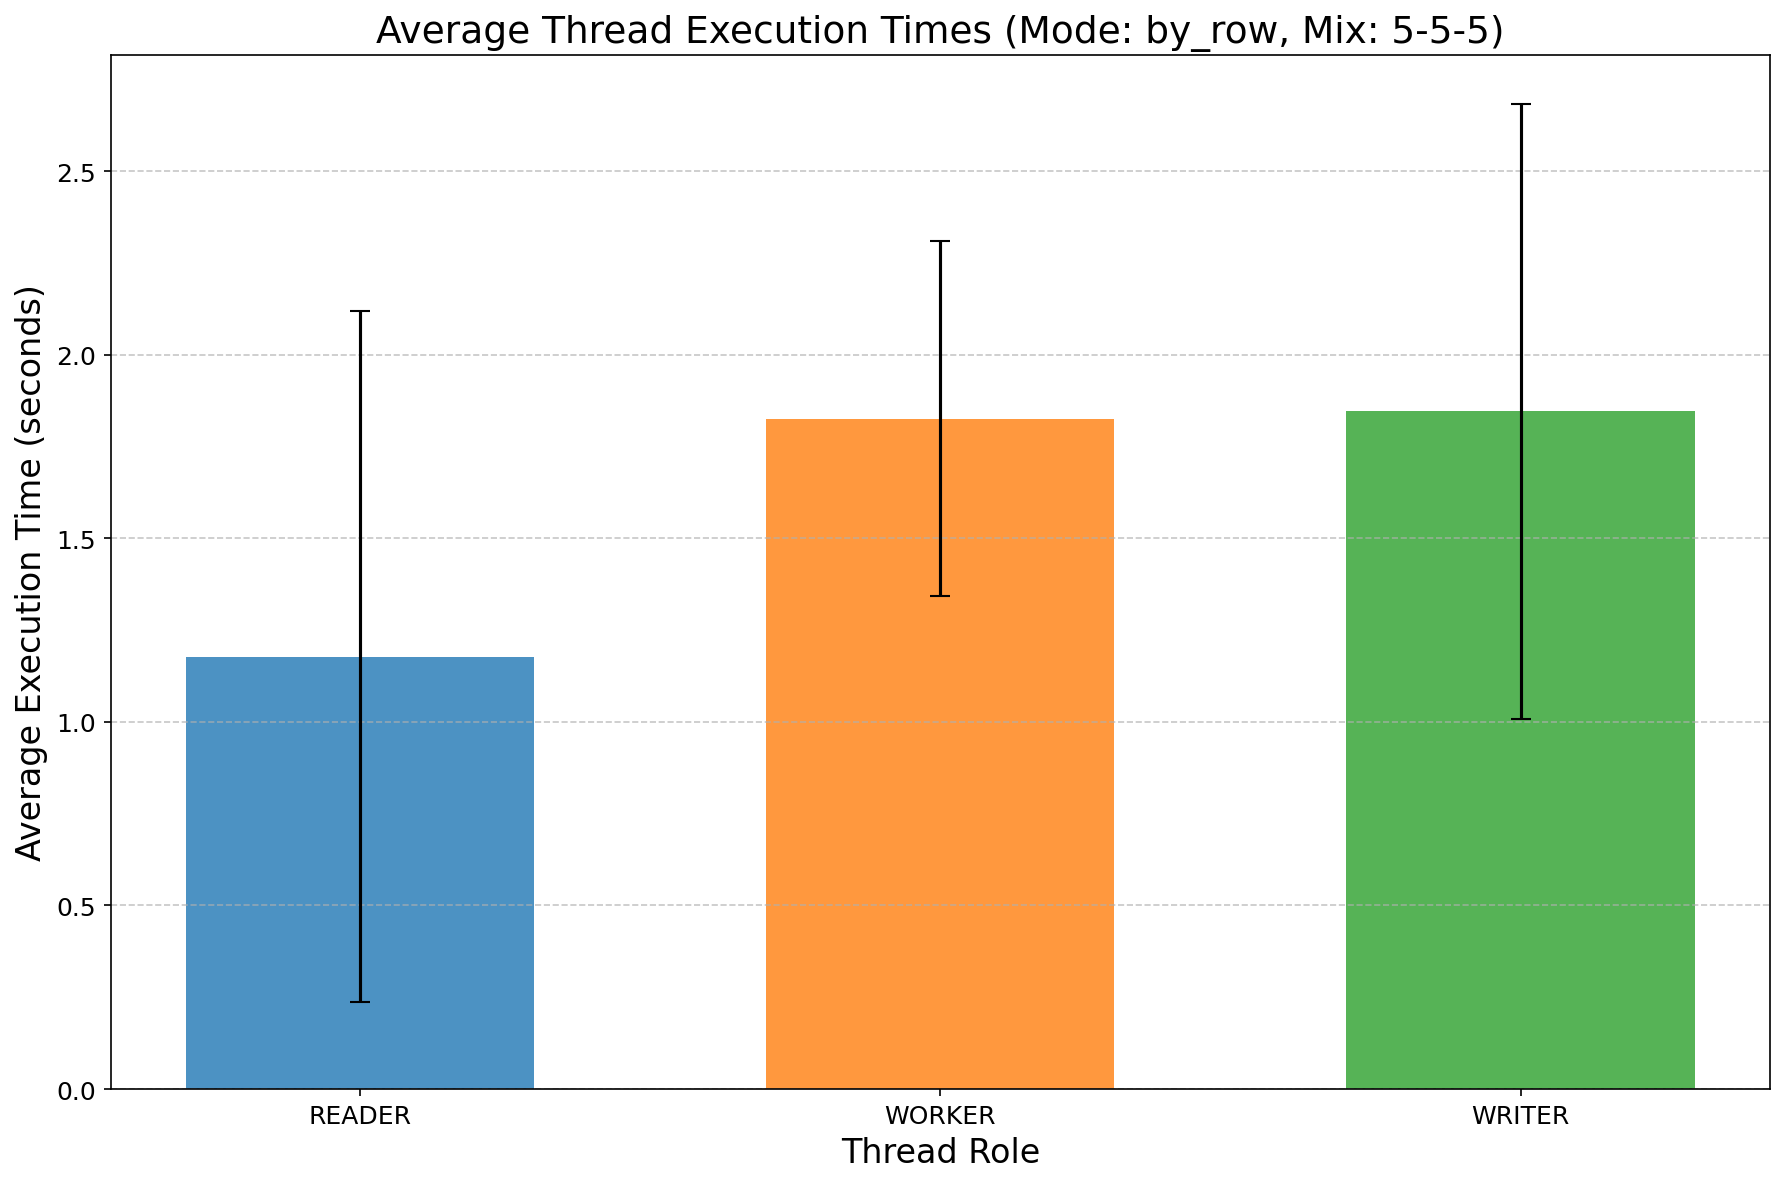 Average Thread Execution Times (Mode: by_row, Mix: 5-5-5)
Average Execution Time (seconds)
2.5
2.0
1.5
1.0
0.5
0.0
READER
WORKER
WRITER
Thread Role